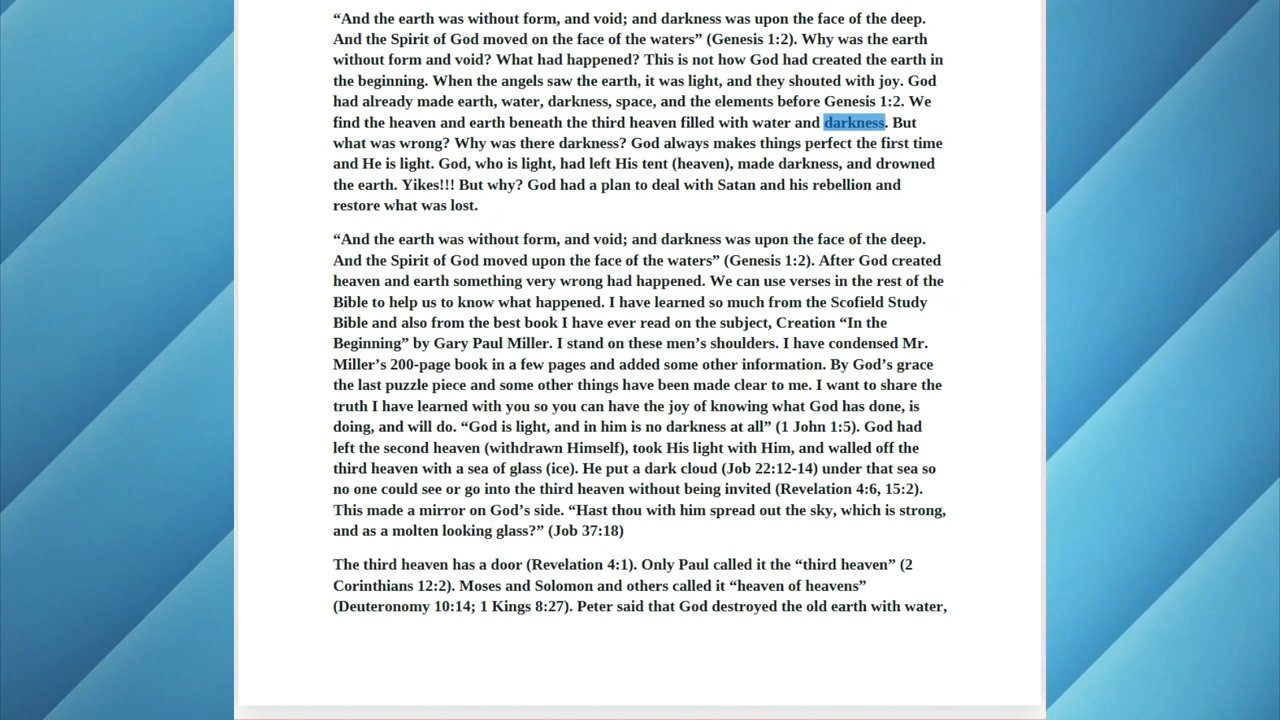 “And the earth was without form, and void; and darkness was upon the face of the deep.
And the Spirit of God moved on the face of the waters” (Genesis 1:2). Why was the earth
without form and void? What had happened? This is not how God had created the earth in
the beginning. When the angels saw the earth, it was light, and they shouted with joy. God
had already made earth, water, darkness, space, and the elements before Genesis 1:2. We
find the heaven and earth beneath the third heaven filled with water and darkness. But
what was wrong? Why was there darkness? God always makes things perfect the first time
and He is light. God, who is light, had left His tent (heaven), made darkness, and drowned
the earth. Yikes!!! But why? God had a plan to deal with Satan and his rebellion and
restore what was lost.
“And the earth was without form, and void; and darkness was upon the face of the deep.
And the Spirit of God moved upon the face of the waters” (Genesis 1:2). After God created
heaven and earth something very wrong had happened. We can use verses in the rest of the
Bible to help us to know what happened. I have learned so much from the Scofield Study
Bible and also from the best book I have ever read on the subject, Creation “In the
Beginning” by Gary Paul Miller. I stand on these men’s shoulders. I have condensed Mr.
Miller’s 200-page book in a few pages and added some other information. By God’s grace
the last puzzle piece and some other things have been made clear to me. I want to share the
truth I have learned with you so you can have the joy of knowing what God has done, is
doing, and will do. “God is light, and in him is no darkness at all” (1 John 1:5). God had
left the second heaven (withdrawn Himself), took His light with Him, and walled off the
third heaven with a sea of glass (ice). He put a dark cloud (Job 22:12-14) under that sea so
no one could see or go into the third heaven without being invited (Revelation 4:6, 15:2).
This made a mirror on God’s side. “Hast thou with him spread out the sky, which is strong,
and as a molten looking glass?” (Job 37:18)
The third heaven has a door (Revelation 4:1). Only Paul called it the “third heaven” (2
Corinthians 12:2). Moses and Solomon and others called it “heaven of heavens”
(Deuteronomy 10:14; 1 Kings 8:27). Peter said that God destroyed the old earth with water,